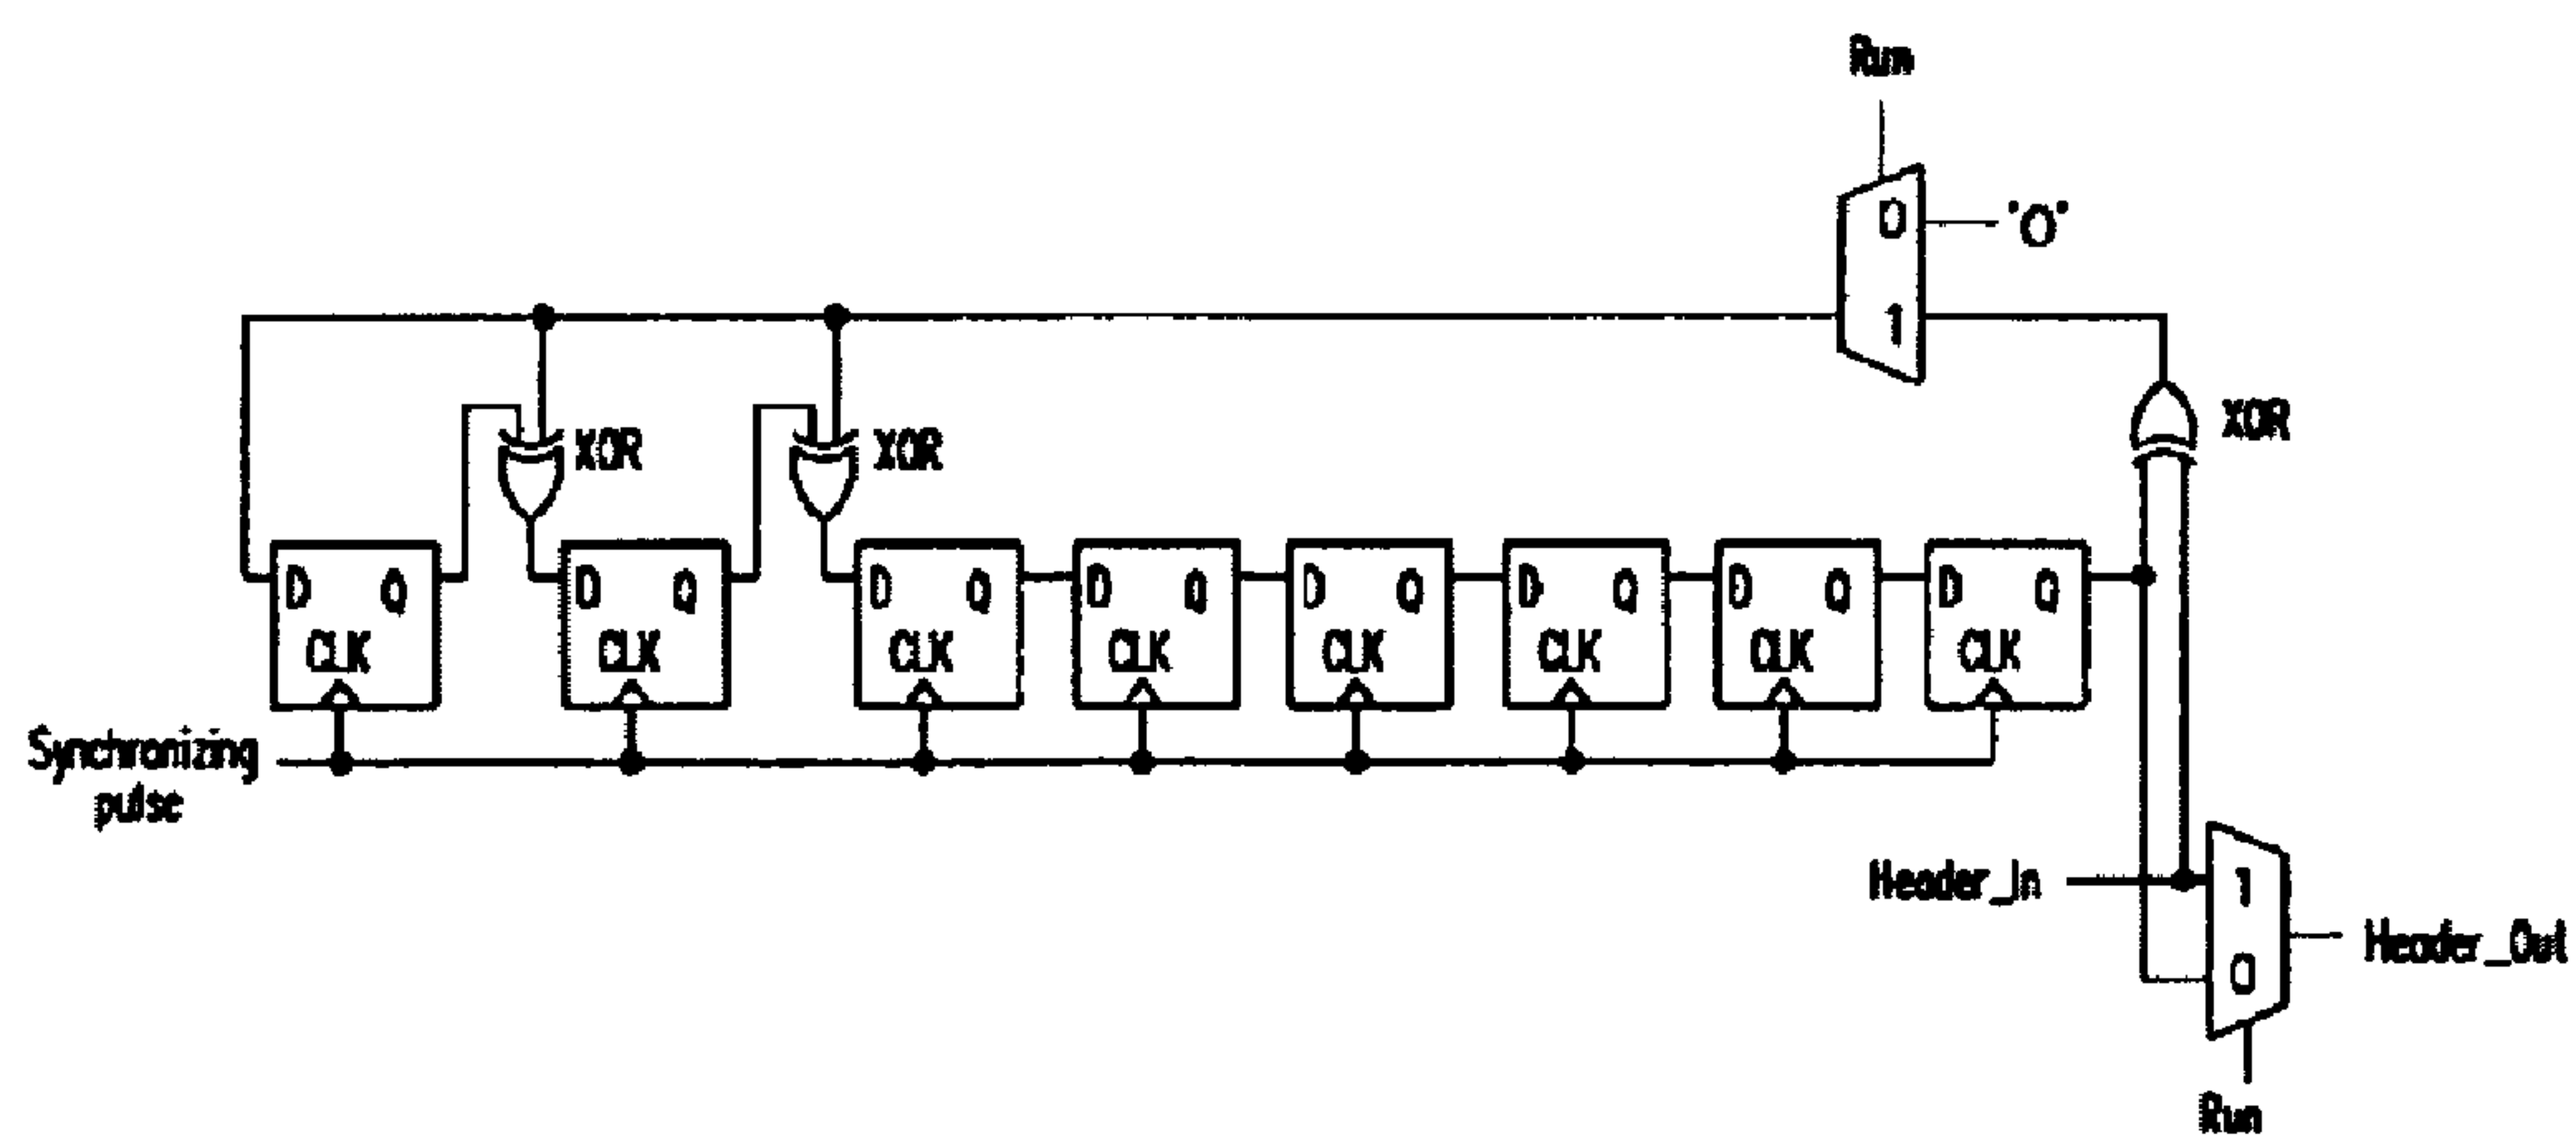 Run
0
"0"
1
XOR
XOR
XOR
D Q
CLK
D Q
CLK
D Q
CLK
D Q
CLK
D Q
CLK
D Q
CLK
D Q
CLK
D Q
CLK
Synchronizing
pulse
Header_In
1
0
Header_Out
Run